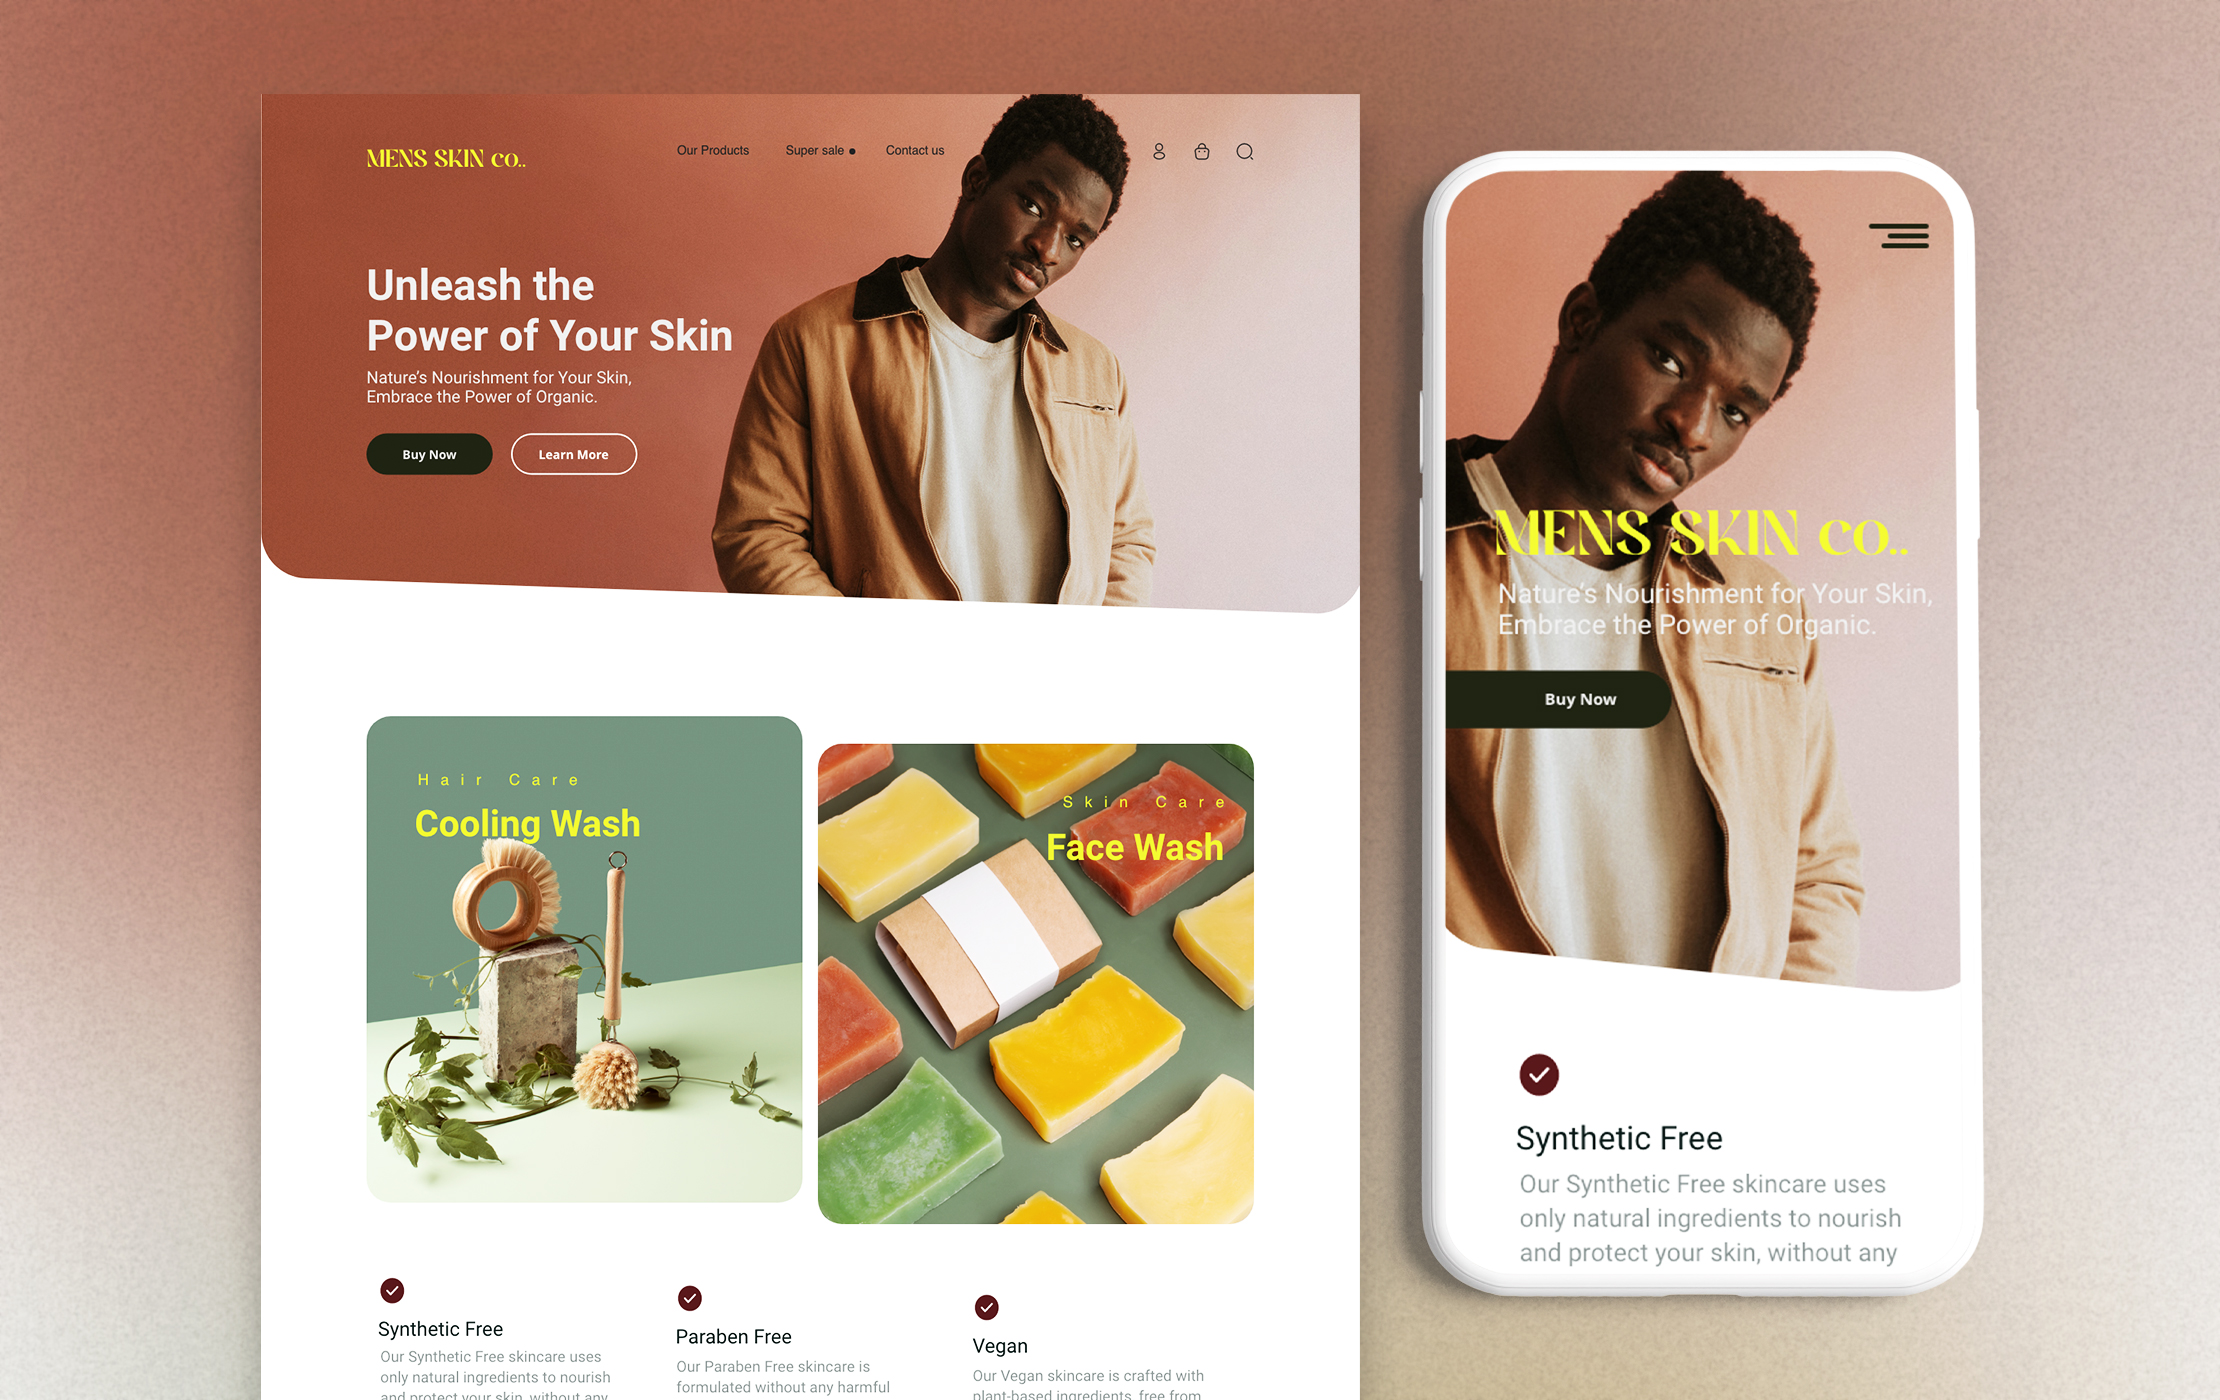 MENS SKIN co..
Our Products
Super sale
Contact us
Unleash the
Power of Your Skin
Nature's Nourishment for Your Skin,
Embrace the Power of Organic.
Buy Now
Learn More
Hair Care
Cooling Wash
Skin Care
Face Wash
Synthetic Free
Our Synthetic Free skincare uses
only natural ingredients to nourish
and protect your skin, without any
Paraben Free
Our Paraben Free skincare is
formulated without any harmful
Vegan
Our Vegan skincare is crafted with
plant-based ingredients, free from
MENS SKIN co..
Nature's Nourishment for Your Skin,
Embrace the Power of Organic.
Buy Now
Synthetic Free
Our Synthetic Free skincare uses
only natural ingredients to nourish
and protect your skin, without any